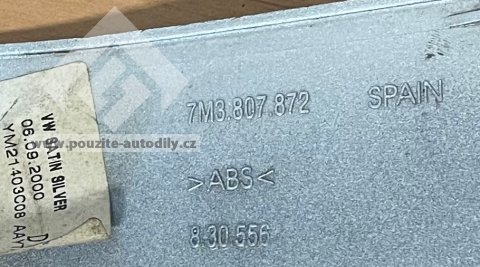 7M3.807.872 SPAIN
>ABS<
8.30.556
VW SATIN SILVER
06.09.2000
YM21403C08
www.pouzite-autodily.cz